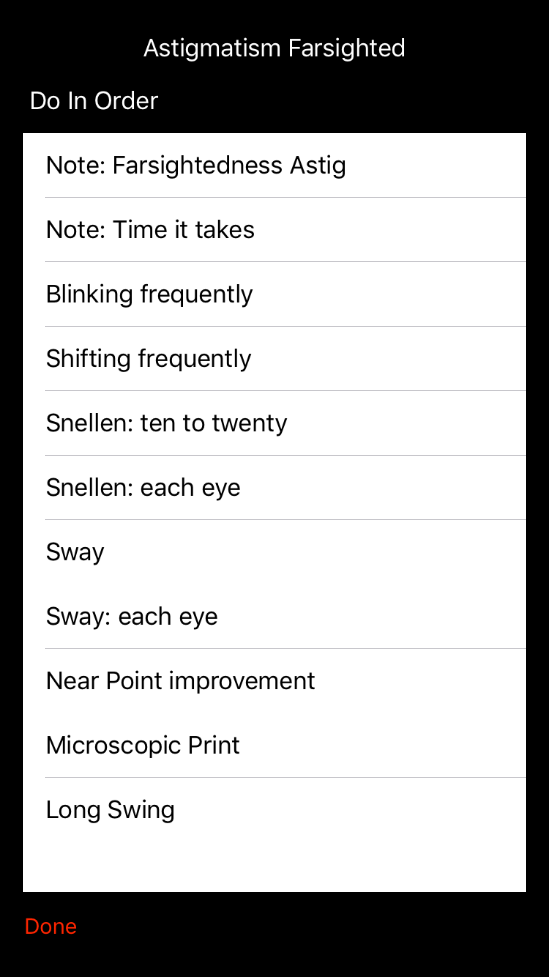 Astigmatism Farsighted
Do In Order
Note: Farsightedness Astig
Note: Time it takes
Blinking frequently
Shifting frequently
Snellen: ten to twenty
Snellen: each eye
Sway
Sway: each eye
Near Point improvement
Microscopic Print
Long Swing
Done